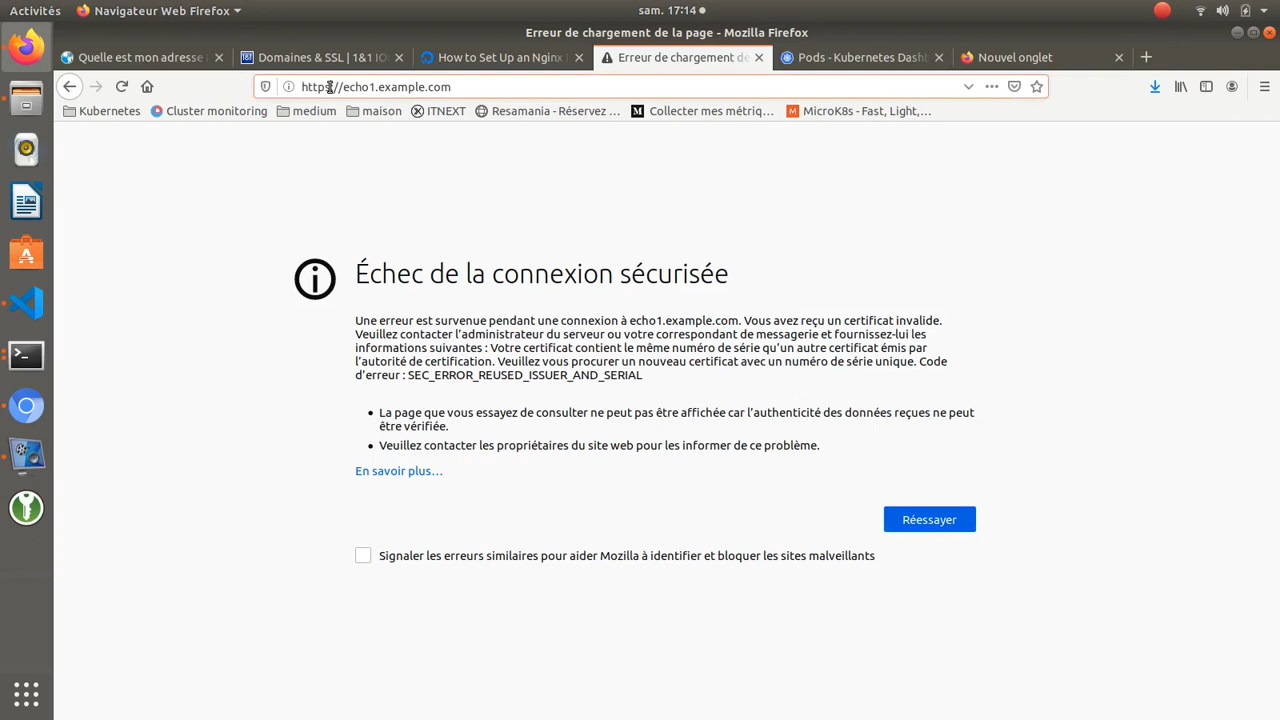 Activités
Navigateur Web Firefox
sam. 17:14
Erreur de chargement de la page - Mozilla Firefox
Quelle est mon adresse
Domaines & SSL | 1&1 IO
How to Set Up an Nginx
Erreur de chargement de
Pods - Kubernetes Dash
Nouvel onglet
https://echo1.example.com
Kubernetes
Cluster monitoring
medium
maison
ITNEXT
Resamania - Réservez ...
Collecter mes métriq...
MicroK8s - Fast, Light,...
Échec de la connexion sécurisée
Une erreur est survenue pendant une connexion à echo1.example.com. Vous avez reçu un certificat invalide.
Veuillez contacter l’administrateur du serveur ou votre correspondant de messagerie et fournissez-lui les
informations suivantes : Votre certificat contient le même numéro de série qu’un autre certificat émis par
l’autorité de certification. Veuillez vous procurer un nouveau certificat avec un numéro de série unique. Code
d’erreur : SEC_ERROR_REUSED_ISSUER_AND_SERIAL
La page que vous essayez de consulter ne peut pas être affichée car l’authenticité des données reçues ne peut
être vérifiée.
Veuillez contacter les propriétaires du site web pour les informer de ce problème.
En savoir plus…
Réessayer
Signaler les erreurs similaires pour aider Mozilla à identifier et bloquer les sites malveillants